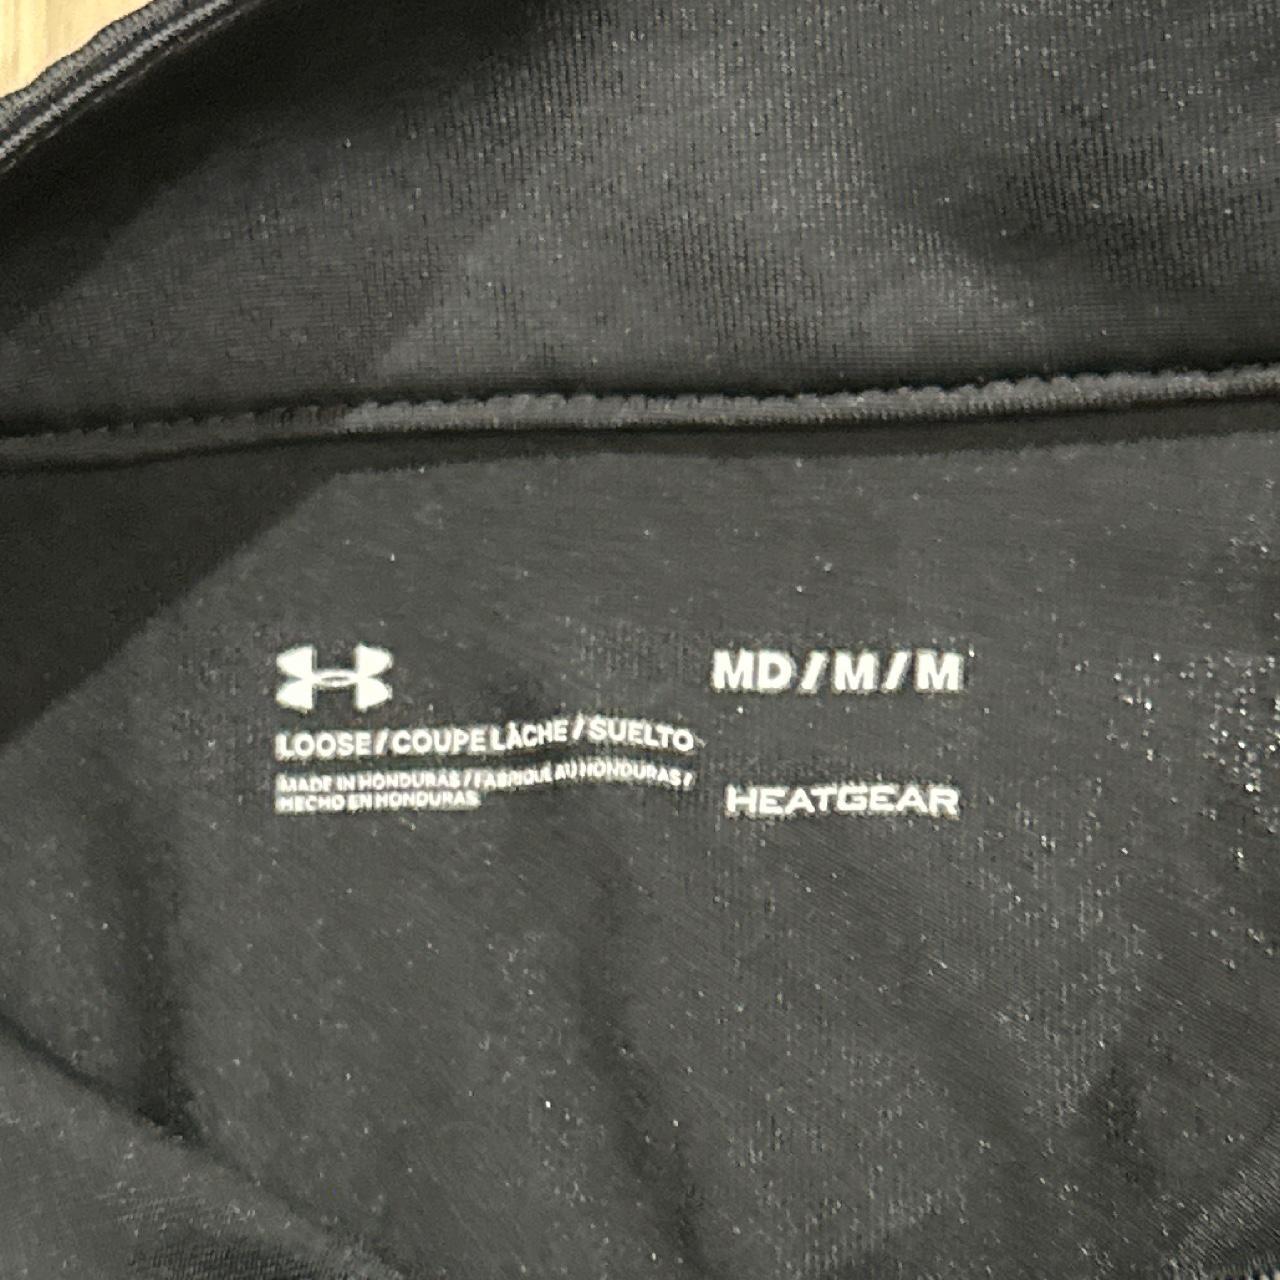 MD/M/M
LOOSE/COUPE LÂCHE/SUELTO
MADE IN HONDURAS/FABRIQUÉ AU HONDURAS/
HECHO EN HONDURAS
HEATGEAR